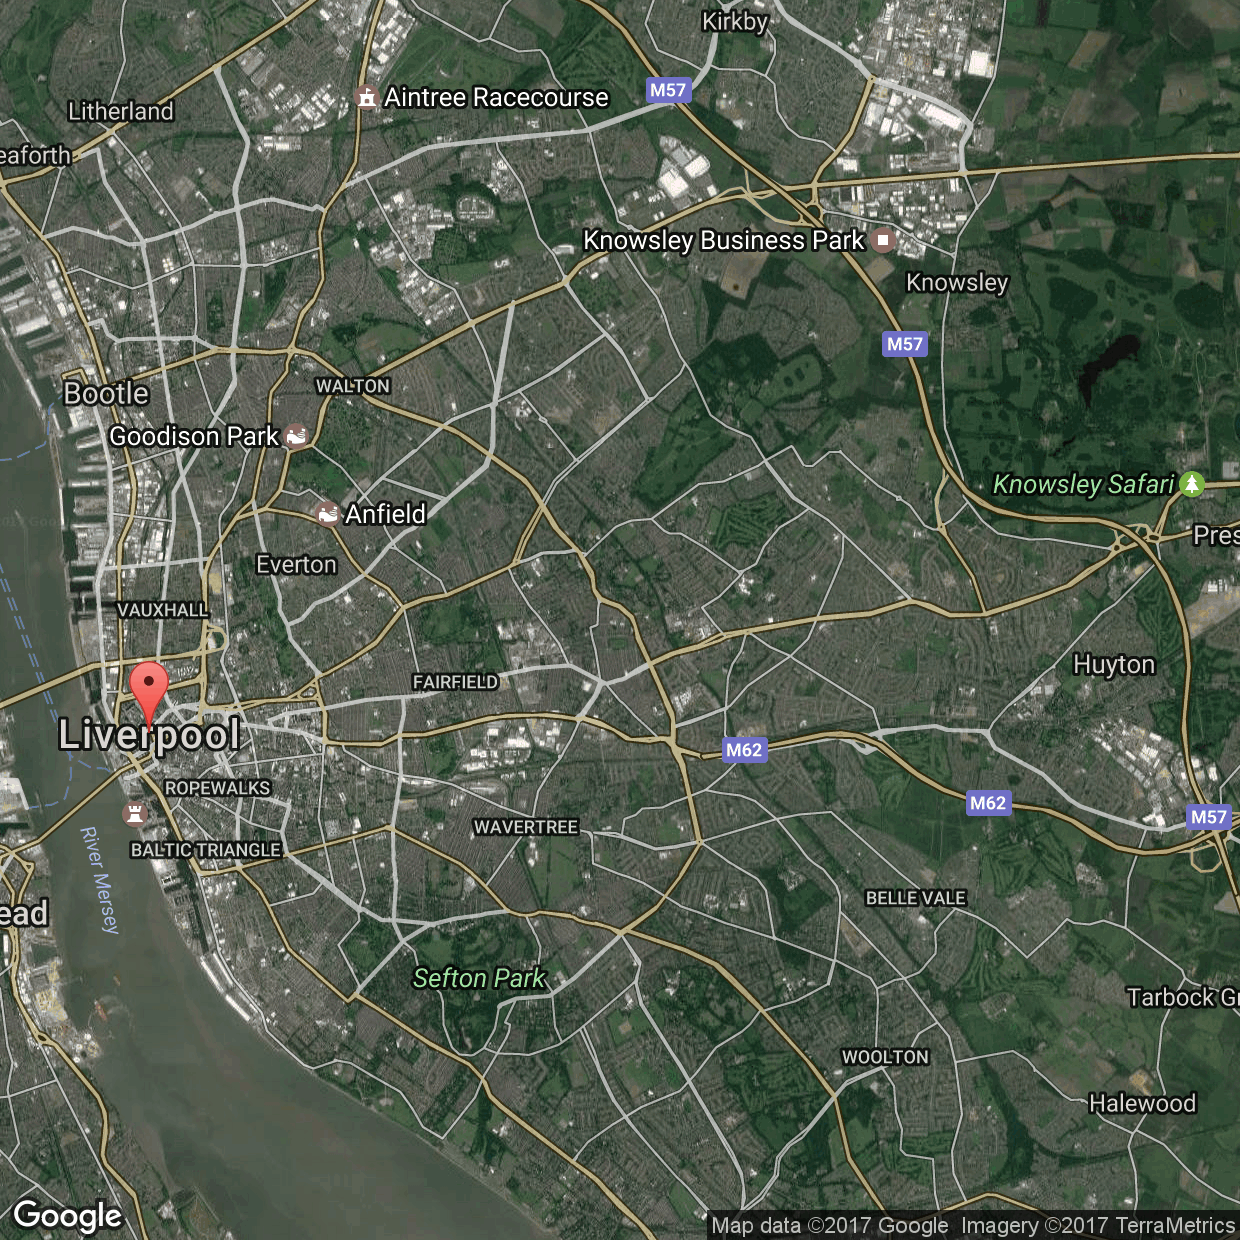 Kirkby
M57
Aintree Racecourse
Litherland
eaforth
Knowsley Business Park
Knowsley
M57
WALTON
Bootle
Goodison Park
Knowsley Safari
Anfield
Pres
Everton
VAUXHALL
Huyton
FAIRFIELD
Liverpool
M62
ROPEWALKS
M62
M57
WAVERTREE
BALTIC TRIANGLE
River Mersey
BELLE VALE
ead
Sefton Park
Tarbock Gr
WOOLTON
Halewood
Google
Map data ©2017 Google Imagery ©2017 TerraMetrics